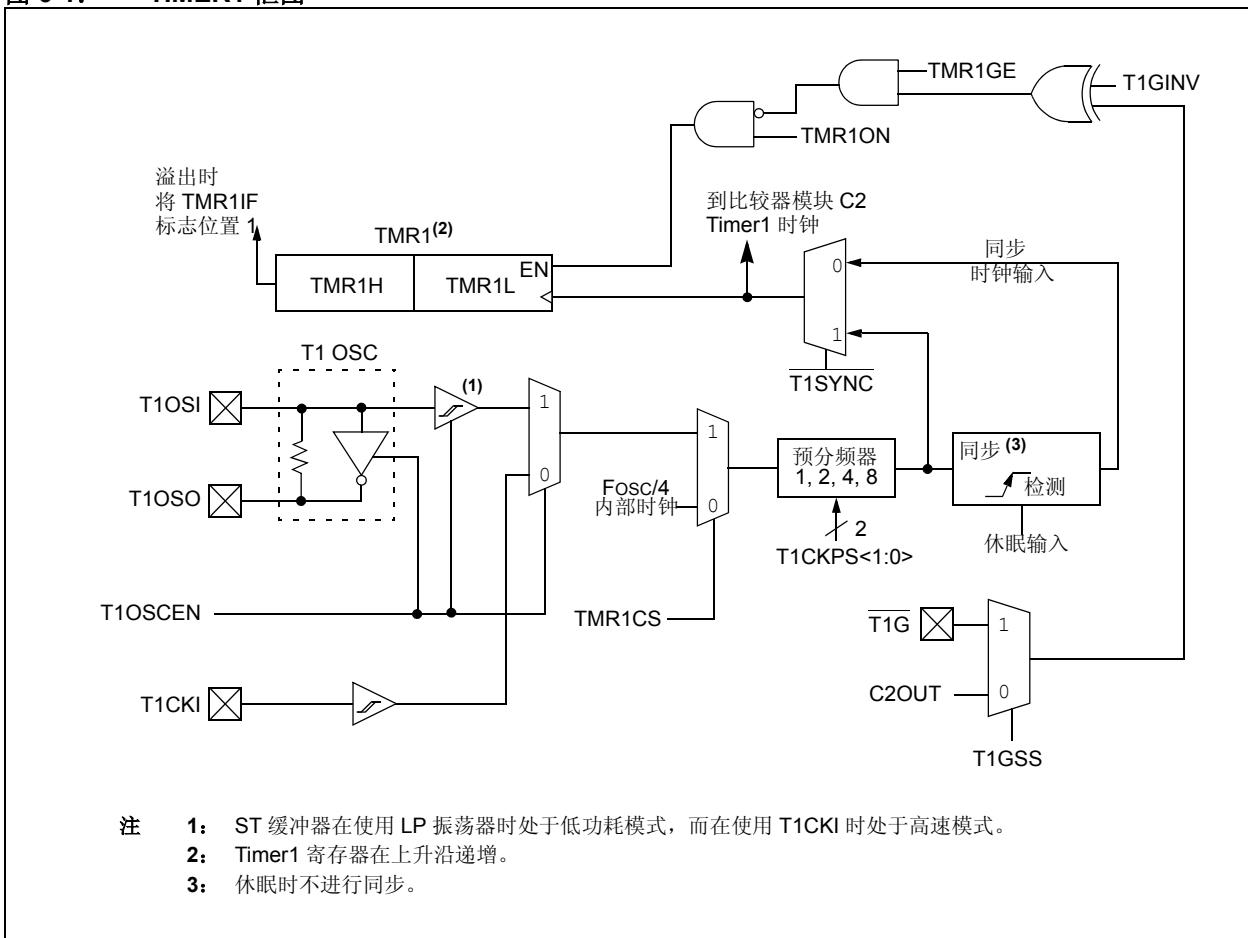 TMR1GE
T1GINV
TMR1ON
溢出时
将 TMR1IF
标志位置 1
到比较器模块 C2
Timer1 时钟
TMR1(2)
EN
TMR1H
TMR1L
0
同步
时钟输入
1
T1SYNC
T1 OSC
(1)
T1OSI
1
T1OSO
0
1
FOSC/4
内部时钟
0
预分频器
1, 2, 4, 8
2
T1CKPS<1:0>
同步 (3)
检测
休眠输入
T1OSCEN
TMR1CS
T1G
1
C2OUT
0
T1GSS
T1CKI
注 1： ST 缓冲器在使用 LP 振荡器时处于低功耗模式，而在使用 T1CKI 时处于高速模式。
2： Timer1 寄存器在上升沿递增。
3： 休眠时不进行同步。